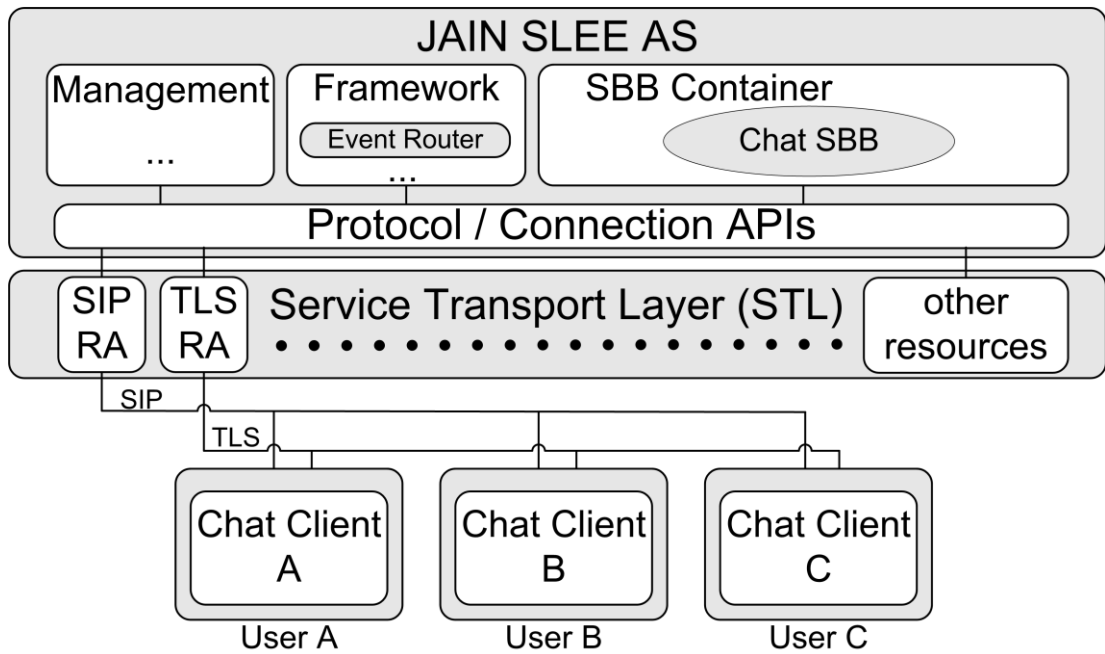 JAIN SLEE AS
Management
...
Framework
Event Router
...
SBB Container
Chat SBB
Protocol / Connection APIs
SIP
RA
TLS
RA
Service Transport Layer (STL)
other
resources
SIP
TLS
Chat Client
A
Chat Client
B
Chat Client
C
User A
User B
User C